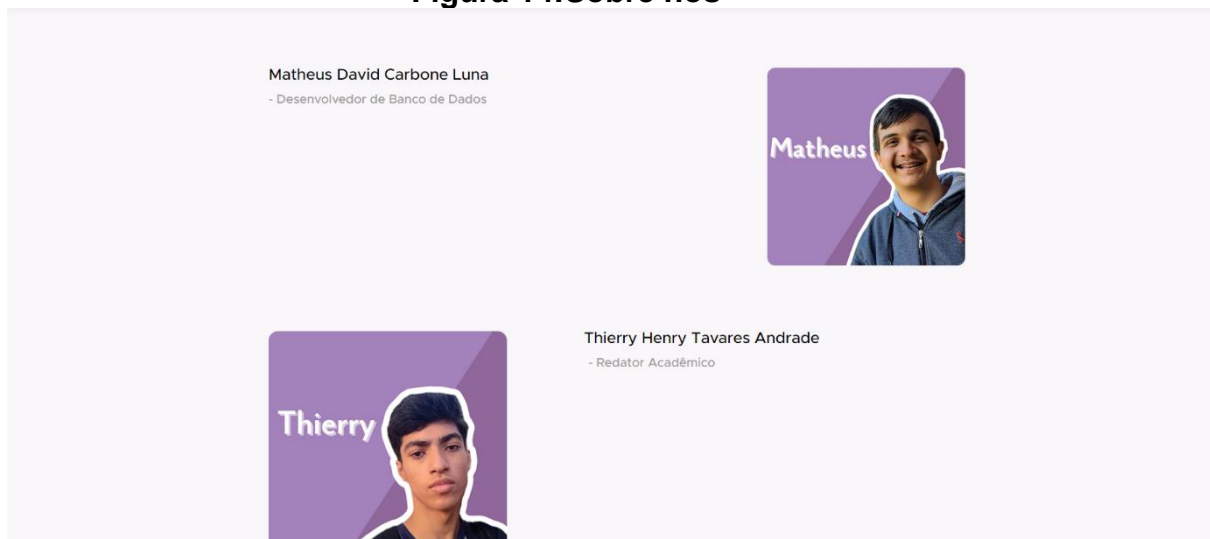 Matheus David Carbone Luna
- Desenvolvedor de Banco de Dados
Matheus
Thierry Henry Tavares Andrade
- Redator Acadêmico
Thierry